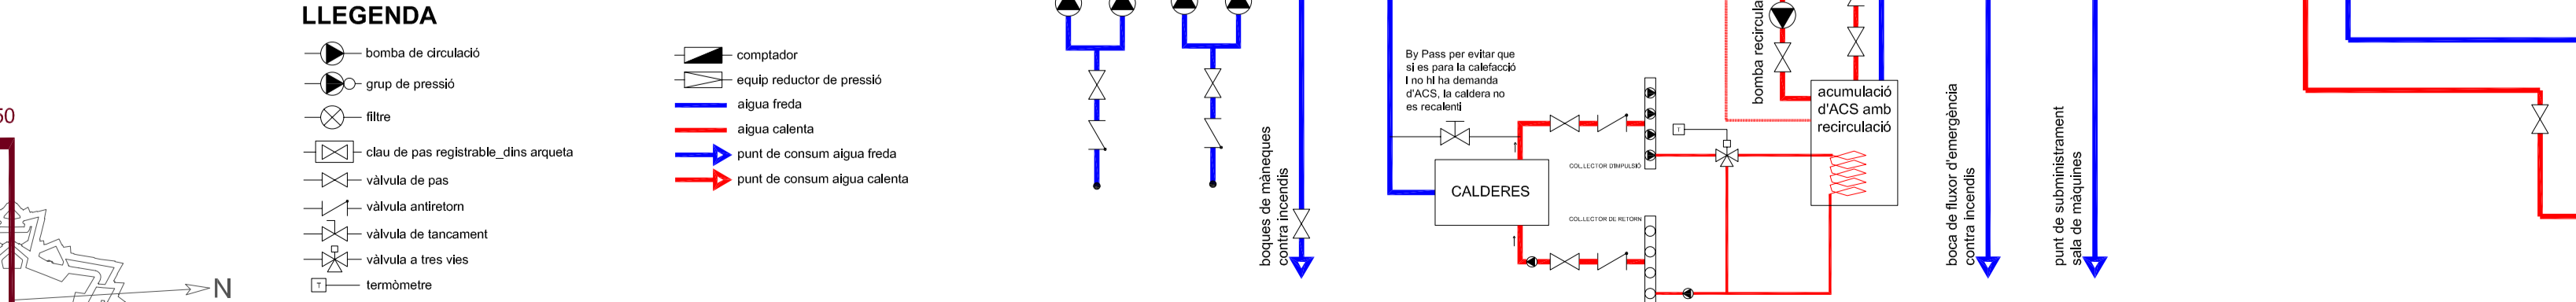 LLEGENDA
bomba de circulació
grup de pressió
filtre
clau de pas registrable_dins arqueta
vàlvula de pas
vàlvula antiretorn
vàlvula de tancament
vàlvula a tres vies
T
termòmetre
comptador
equip reductor de pressió
aigua freda
aigua calenta
punt de consum aigua freda
punt de consum aigua calenta
50
N
boques de màneques
contra incendis
By Pass per evitar que
si es para la calefacció
I no hI ha demanda
d'ACS, la caldera no
es recalenti
CALDERES
COL.LECTOR D'IMPULSIÓ
COL.LECTOR DE RETORN
T
bomba recircula
acumulació
d'ACS amb
recirculació
boca de fluxor d'emergència
contra incendis
punt de subministrament
sala de màquines